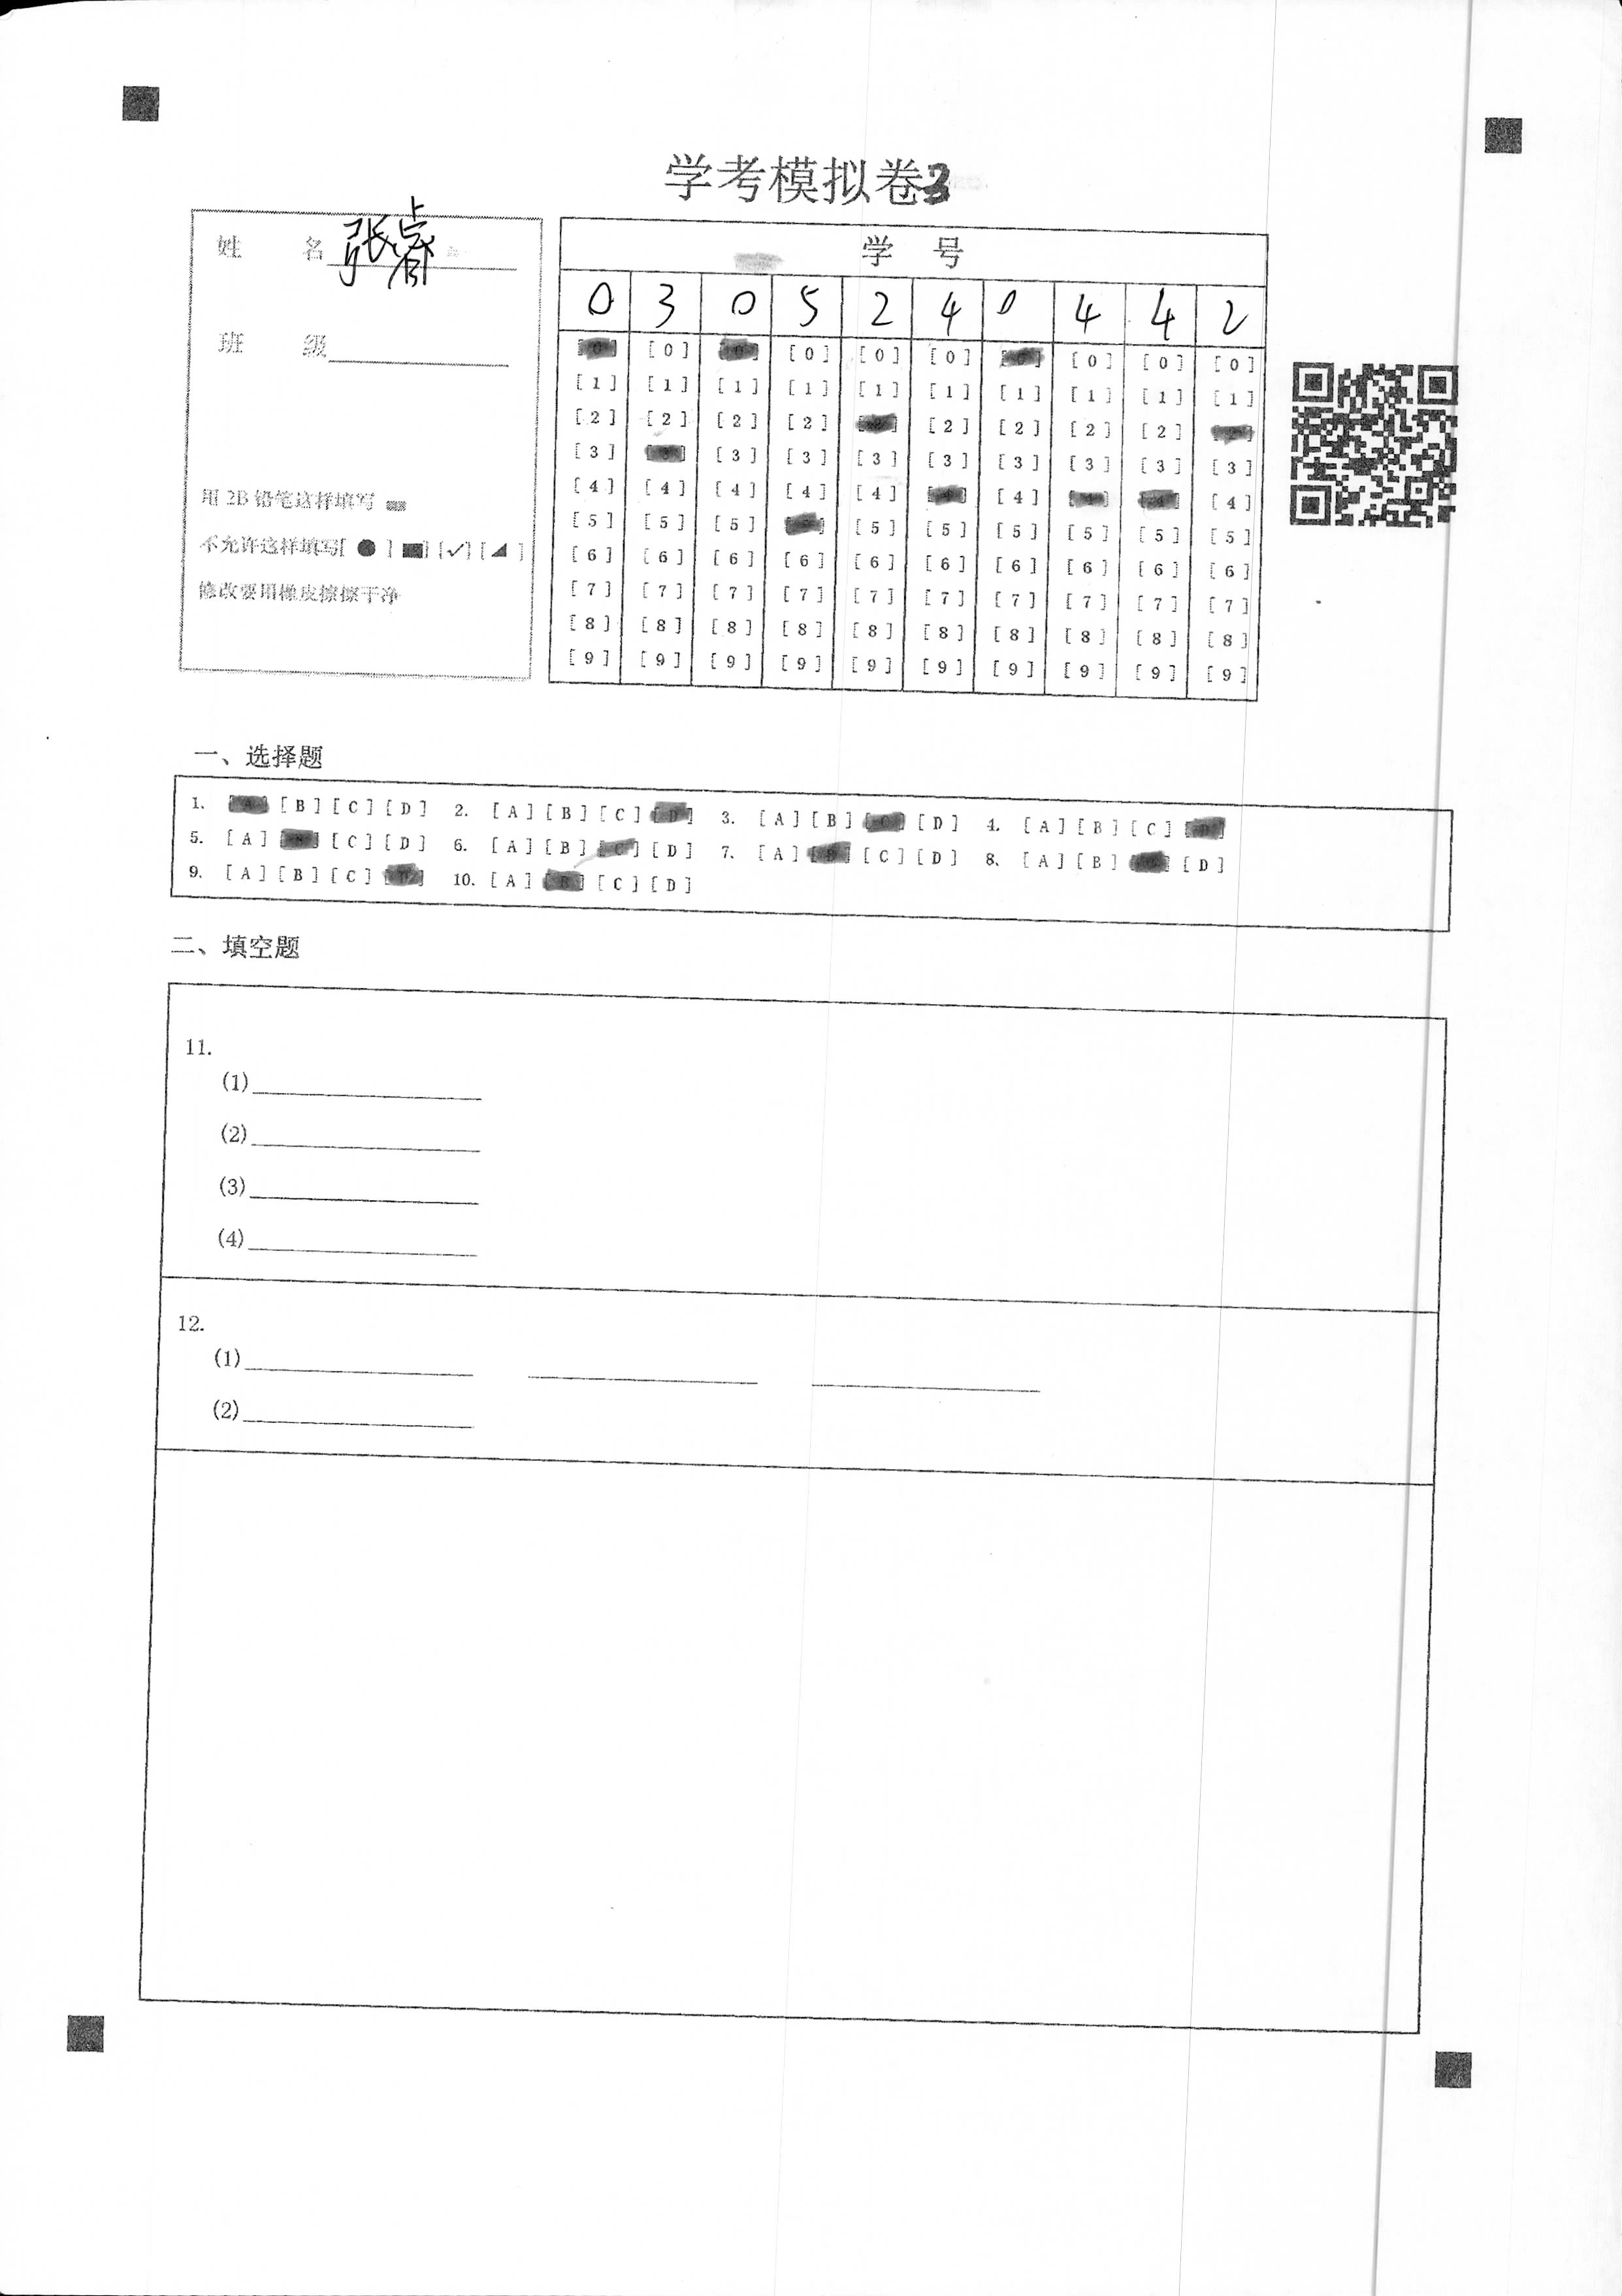 学考模拟卷3
姓 名 张
班 级
用 2B 铅笔这样填写
不允许这样填写[ ● ] [■] [✓] [◢ ]
修改要用橡皮擦擦干净
学 号
0 3 0 5 2 4 0 4 4 2
[0] [0] [0] [0] [0] [0] [0] [0] [0] [0]
[1] [1] [1] [1] [1] [1] [1] [1] [1] [1]
[2] [2] [2] [2] [2] [2] [2] [2] [2] [2]
[3] [3] [3] [3] [3] [3] [3] [3] [3] [3]
[4] [4] [4] [4] [4] [4] [4] [4] [4] [4]
[5] [5] [5] [5] [5] [5] [5] [5] [5] [5]
[6] [6] [6] [6] [6] [6] [6] [6] [6] [6]
[7] [7] [7] [7] [7] [7] [7] [7] [7] [7]
[8] [8] [8] [8] [8] [8] [8] [8] [8] [8]
[9] [9] [9] [9] [9] [9] [9] [9] [9] [9]
一、选择题
1. [A] [B] [C] [D] 2. [A] [B] [C] [D] 3. [A] [B] [C] [D] 4. [A] [B] [C] [D]
5. [A] [B] [C] [D] 6. [A] [B] [C] [D] 7. [A] [B] [C] [D] 8. [A] [B] [C] [D]
9. [A] [B] [C] [D] 10. [A] [B] [C] [D]
二、填空题
11.
(1)
(2)
(3)
(4)
12.
(1)
(2)